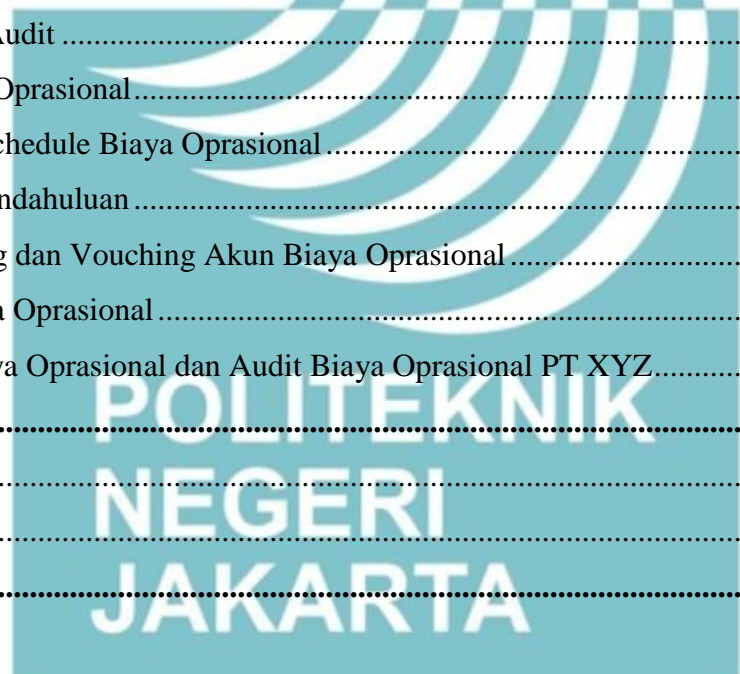 Audit ....................................................................................
Oprasional...........................................................................
chedule Biaya Oprasional ....................................................
ndahuluan ...........................................................................
g dan Vouching Akun Biaya Oprasional .............................
a Oprasional ........................................................................
ya Oprasional dan Audit Biaya Oprasional PT XYZ...........
POLITEKNIK
NEGERI
JAKARTA